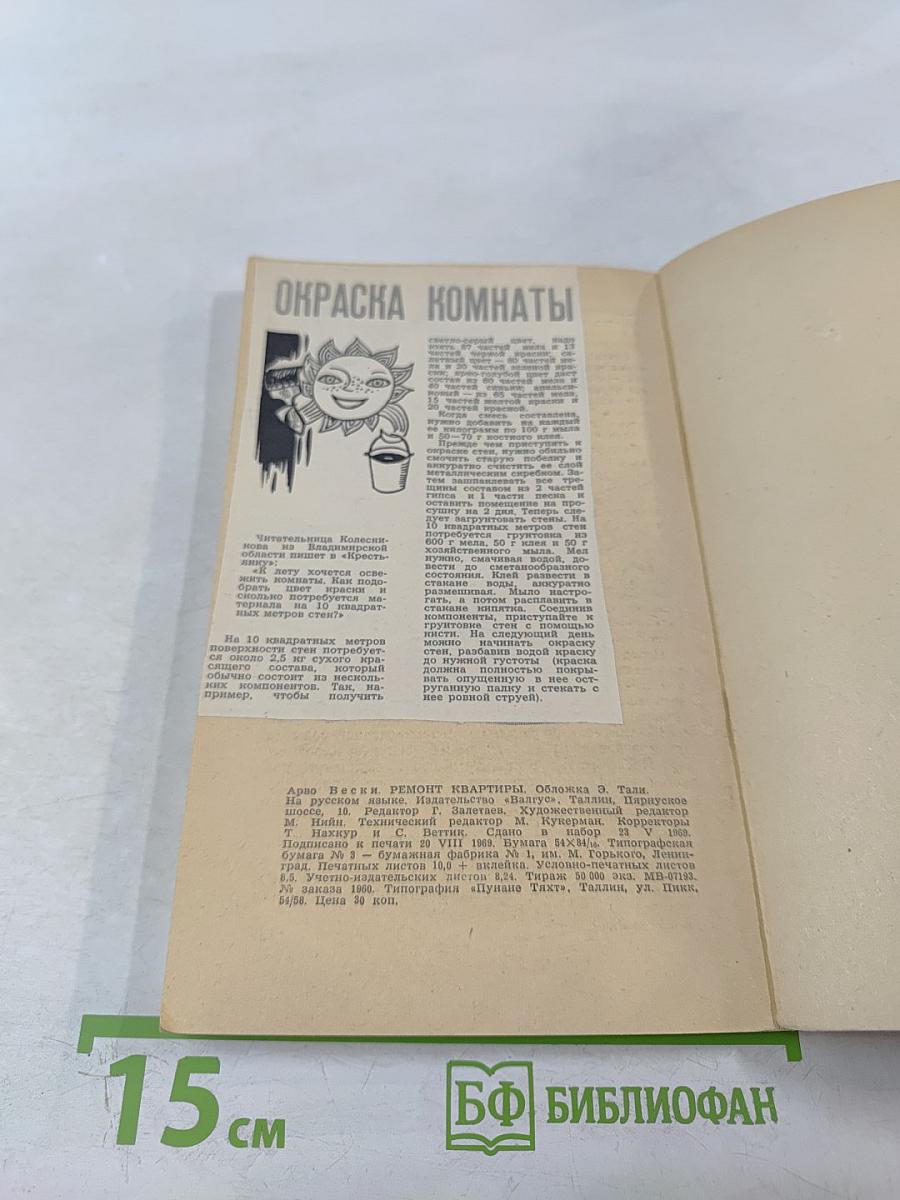 ОКРАСКА КОМНАТЫ
Читательница Колесни-
кова из Владимирской
области пишет в «Кресть-
янку»:
«К лету хочется осве-
жить комнаты. Как подо-
брать цвет краски и
сколько потребуется ма-
териала на 10 квадрат-
ных метров стен?»
На 10 квадратных метров
поверхности стен потребует-
ся около 2,5 кг сухого кра-
сящего состава, который
обычно состоит из несколь-
ких компонентов. Так, на-
пример, чтобы получить
светло-серый цвет, надо
взять 87 частей мела и 13
частей черной краски; са-
латный цвет — 80 частей ме-
ла и 20 частей зеленой кра-
ски; ярко-голубой цвет даст
состав из 60 частей мела и
40 частей синьки; апельси-
новый — из 65 частей мела,
15 частей желтой краски и
20 частей красной.
Когда смесь составлена,
нужно добавить на каждый
ее килограмм по 100 г мыла
и 50—70 г костного клея.
Прежде чем приступить к
окраске стен, нужно обильно
смочить старую побелку и
аккуратно счистить ее слой
металлическим скребком. За-
тем зашпаклевать все тре-
щины составом из 2 частей
гипса и 1 части песка и
оставить помещение на про-
сушку на 2 дня. Теперь сле-
дует загрунтовать стены. На
10 квадратных метров стен
потребуется грунтовка из
600 г мела, 50 г клея и 50 г
хозяйственного мыла. Мел
нужно, смачивая водой, до-
вести до сметанообразного
состояния. Клей развести в
стакане воды, аккуратно
размешивая. Мыло настро-
гать, а потом расплавить в
стакане кипятка. Соединив
компоненты, приступайте к
грунтовке стен с помощью
кисти. На следующий день
можно начинать окраску
стен, разбавив водой краску
до нужной густоты (краска
должна полностью покры-
вать опущенную в нее ост-
руганную палку и стекать с
нее ровной струей).
Арво Вески. РЕМОНТ КВАРТИРЫ. Обложка Э. Тали.
На русском языке. Издательство «Валгус», Таллин, Пярнуское
шоссе, 10. Редактор Г. Залетаев. Художественный редактор
М. Нийн. Технический редактор М. Кукерман. Корректоры
Т. Нахкур и С. Веттик. Сдано в набор 23 V 1969.
Подписано к печати 20 VIII 1969. Бумага 54×84/16. Типографская
бумага № 3 — бумажная фабрика № 1, им. М. Горького, Ленин-
град. Печатных листов 10,0 + вклейка. Условно-печатных листов
8,5. Учетно-издательских листов 8,24. Тираж 50 000 экз. МВ-07193.
№ заказа 1960. Типография «Пунане Тяхт», Таллин, ул. Пикк,
54/58. Цена 30 коп.
15 см
БФ БИБЛИОФАН